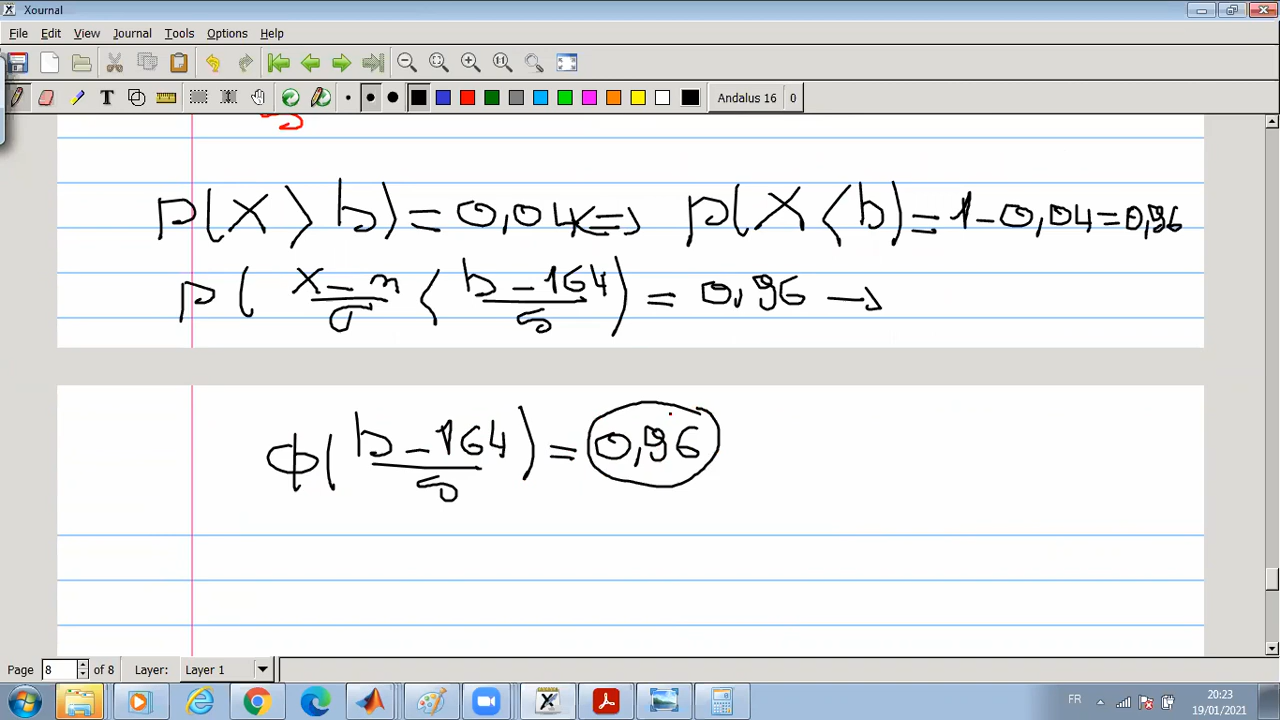 Xournal
File Edit View Journal Tools Options Help
Andalus 16 0
P(X > b) = 0,04 <=> P(X < b) = 1 - 0,04 = 0,96
P( X - m / σ < b - 164 / 5 ) = 0,96 →
Φ( b - 164 / 5 ) = 0,96
Page 8 of 8 Layer: Layer 1
FR 20:23
19/01/2021